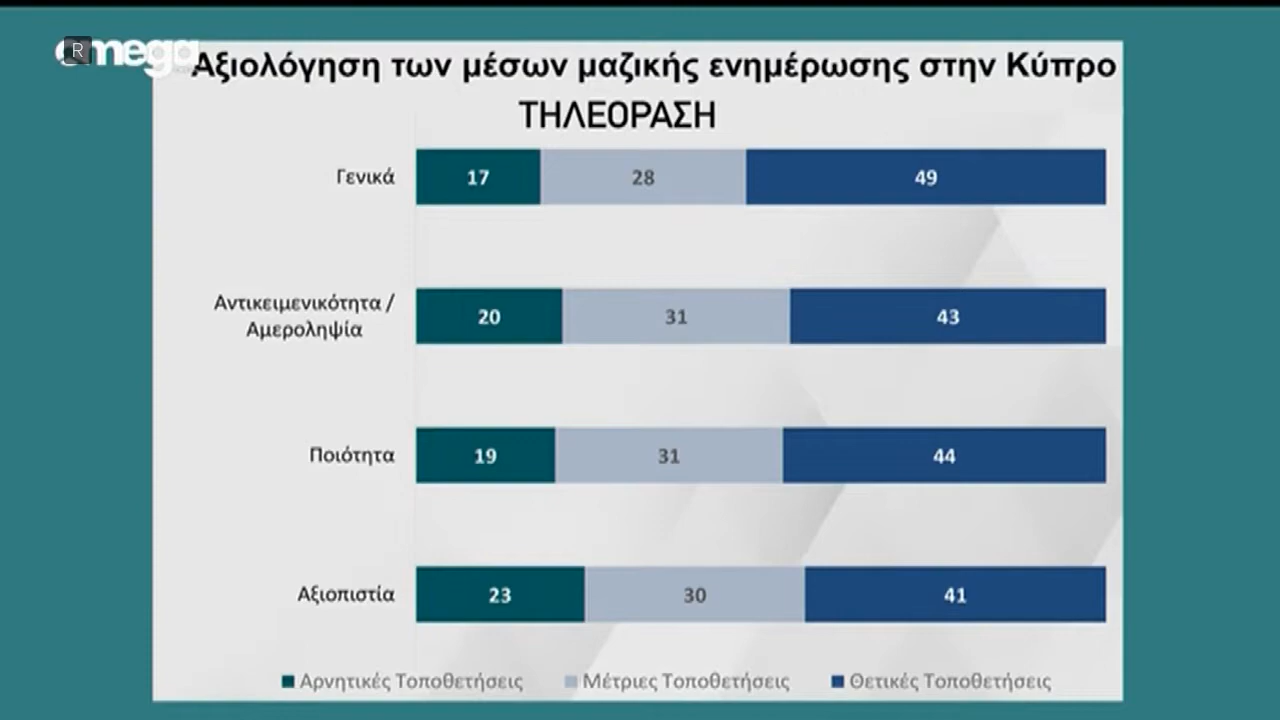 omega
R
Αξιολόγηση των μέσων μαζικής ενημέρωσης στην Κύπρο
ΤΗΛΕΟΡΑΣΗ
Γενικά 17 28 49
Αντικειμενικότητα /
Αμεροληψία 20 31 43
Ποιότητα 19 31 44
Αξιοπιστία 23 30 41
Αρνητικές Τοποθετήσεις Μέτριες Τοποθετήσεις Θετικές Τοποθετήσεις